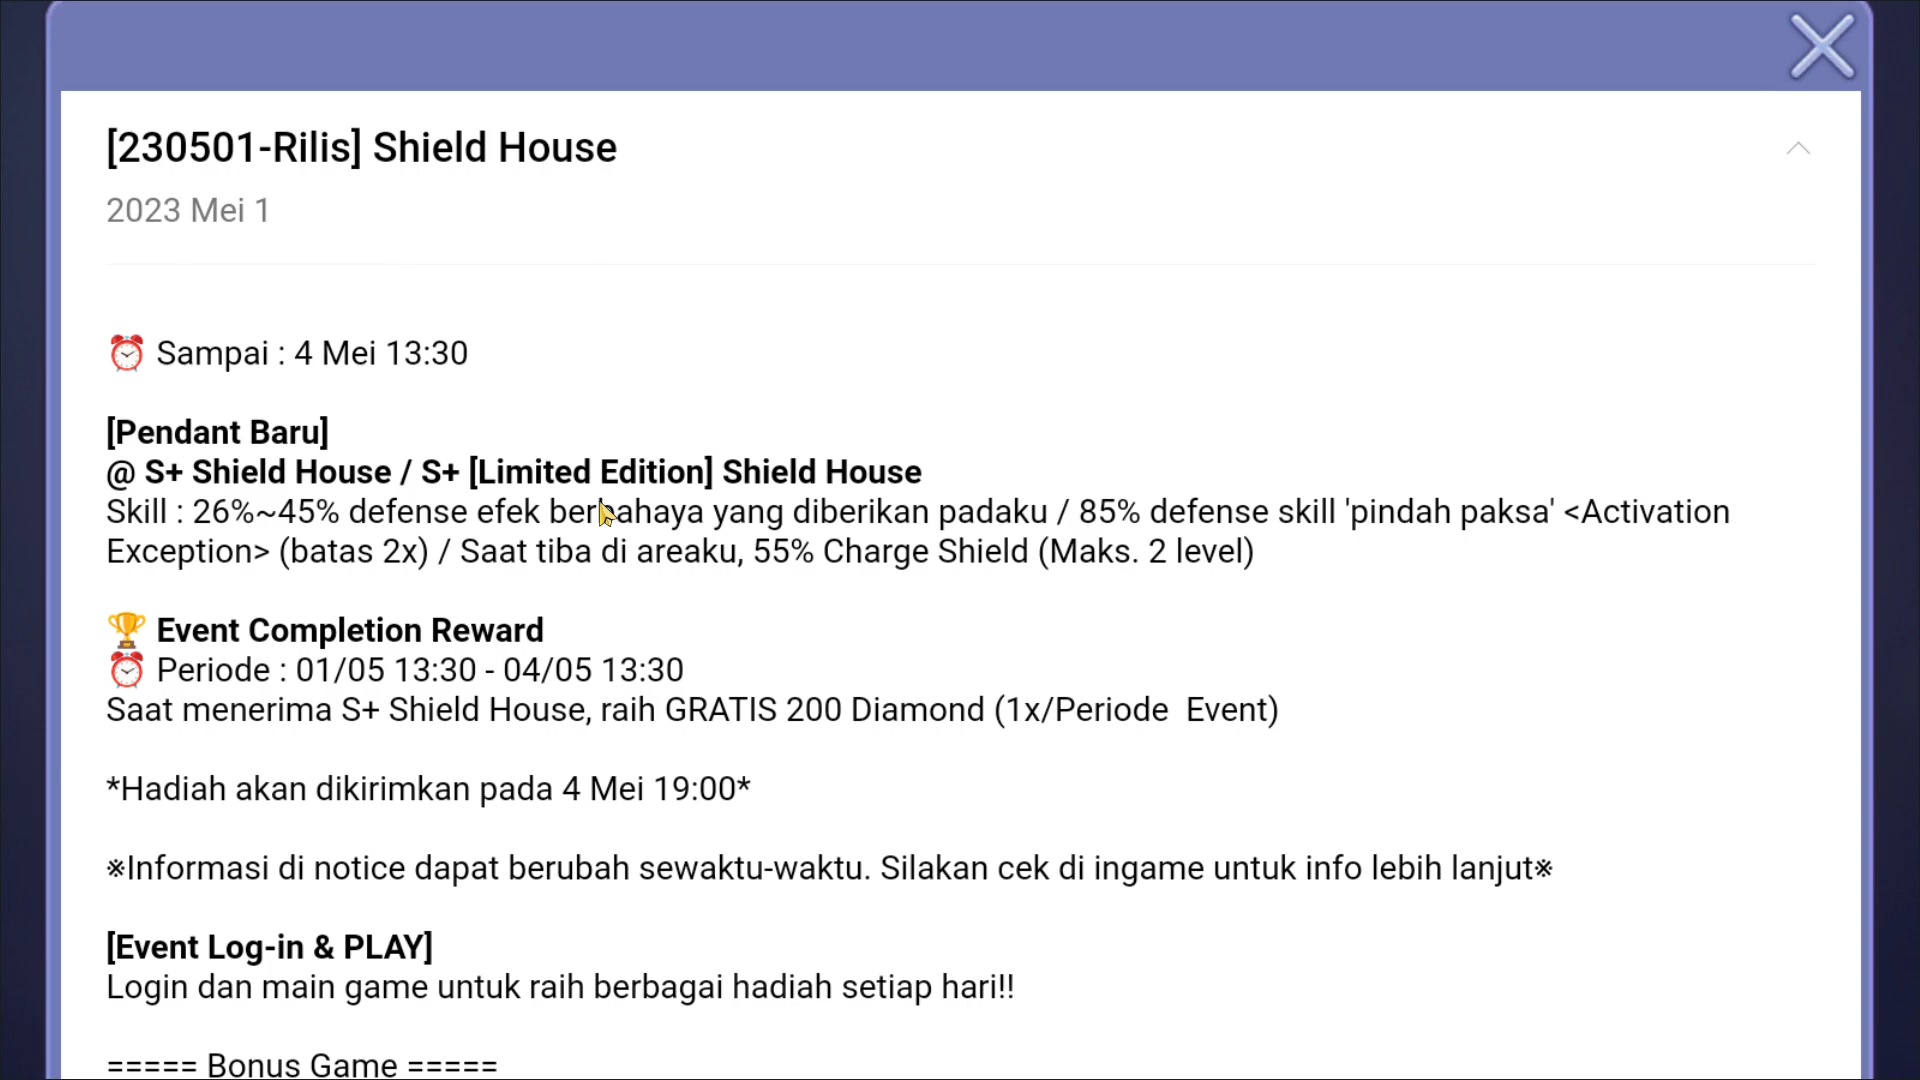 [230501-Rilis] Shield House
2023 Mei 1
⏰ Sampai : 4 Mei 13:30
[Pendant Baru]
@ S+ Shield House / S+ [Limited Edition] Shield House
Skill : 26%~45% defense efek berbahaya yang diberikan padaku / 85% defense skill 'pindah paksa' <Activation
Exception> (batas 2x) / Saat tiba di areaku, 55% Charge Shield (Maks. 2 level)
🏆 Event Completion Reward
⏰ Periode : 01/05 13:30 - 04/05 13:30
Saat menerima S+ Shield House, raih GRATIS 200 Diamond (1x/Periode  Event)
*Hadiah akan dikirimkan pada 4 Mei 19:00*
※Informasi di notice dapat berubah sewaktu-waktu. Silakan cek di ingame untuk info lebih lanjut※
[Event Log-in & PLAY]
Login dan main game untuk raih berbagai hadiah setiap hari!!
===== Bonus Game =====